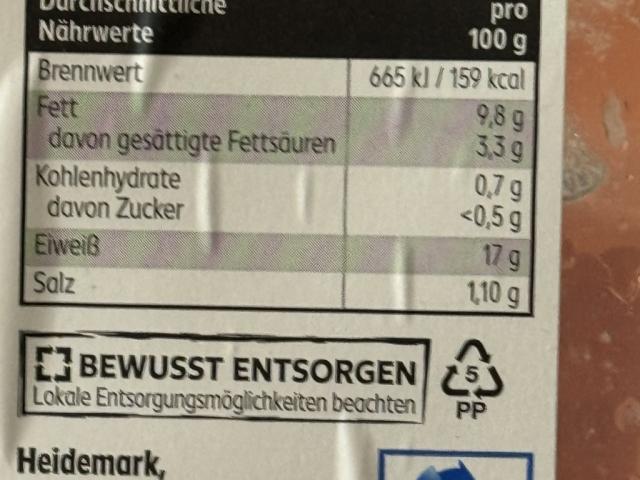 Durchschnittliche pro
Nährwerte 100 g
Brennwert 665 kJ / 159 kcal
Fett 9,8 g
davon gesättigte Fettsäuren 3,3 g
Kohlenhydrate 0,7 g
davon Zucker <0,5 g
Eiweiß 17 g
Salz 1,10 g
BEWUSST ENTSORGEN
Lokale Entsorgungsmöglichkeiten beachten
5
PP
Heidemark,